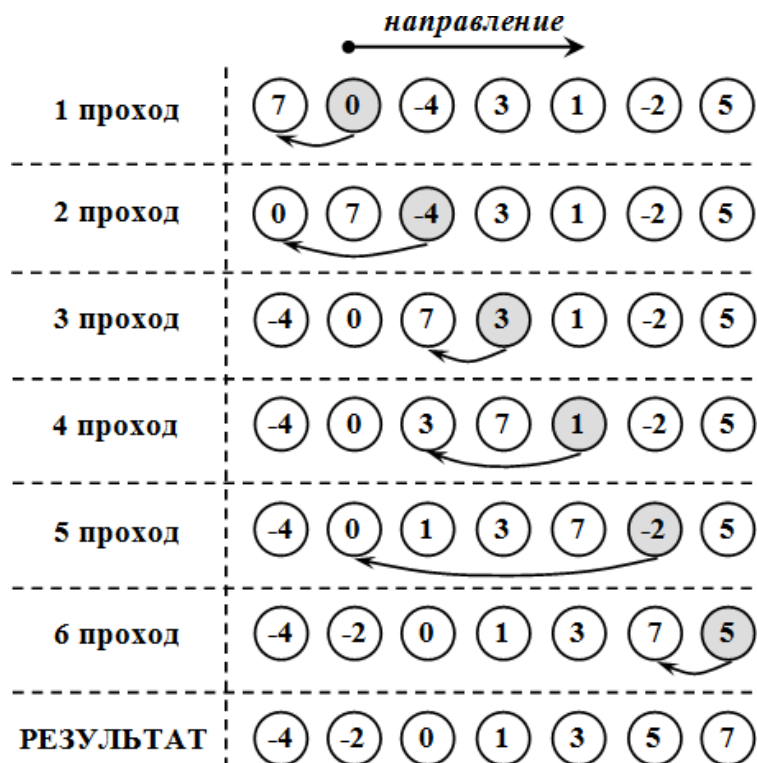 направление
1 проход 7 0 -4 3 1 -2 5
2 проход 0 7 -4 3 1 -2 5
3 проход -4 0 7 3 1 -2 5
4 проход -4 0 3 7 1 -2 5
5 проход -4 0 1 3 7 -2 5
6 проход -4 -2 0 1 3 7 5
РЕЗУЛЬТАТ -4 -2 0 1 3 5 7